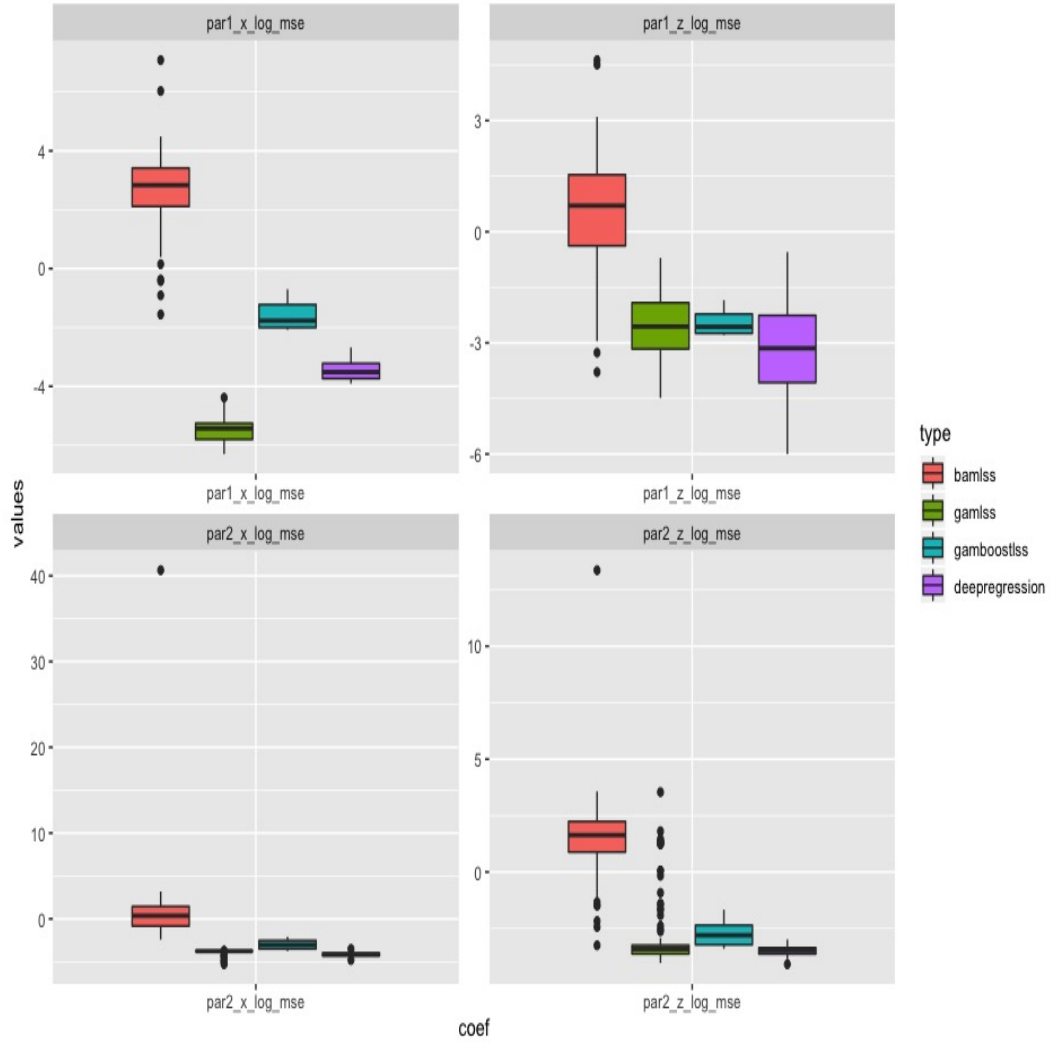 par1_x_log_mse
par1_z_log_mse
4
0
-4
3
0
-3
-6
par1_x_log_mse
par1_z_log_mse
values
par2_x_log_mse
par2_z_log_mse
40
30
20
10
0
10
5
0
par2_x_log_mse
par2_z_log_mse
coef
type
bamlss
gamlss
gamboostlss
deepregression